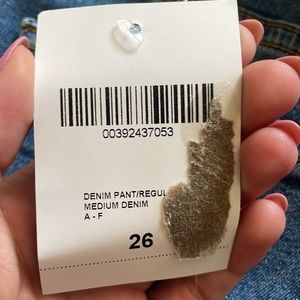 00392437053
DENIM PANT/REGUL
MEDIUM DENIM
A - F
26